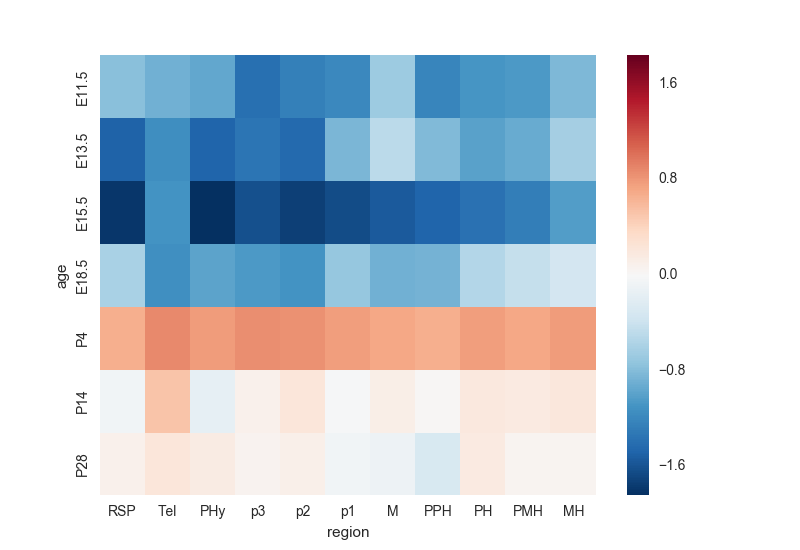 age
E11.5
E13.5
E15.5
E18.5
P4
P14
P28
RSP Tel PHy p3 p2 p1 M PPH PH PMH MH
region
1.6
0.8
0.0
−0.8
−1.6